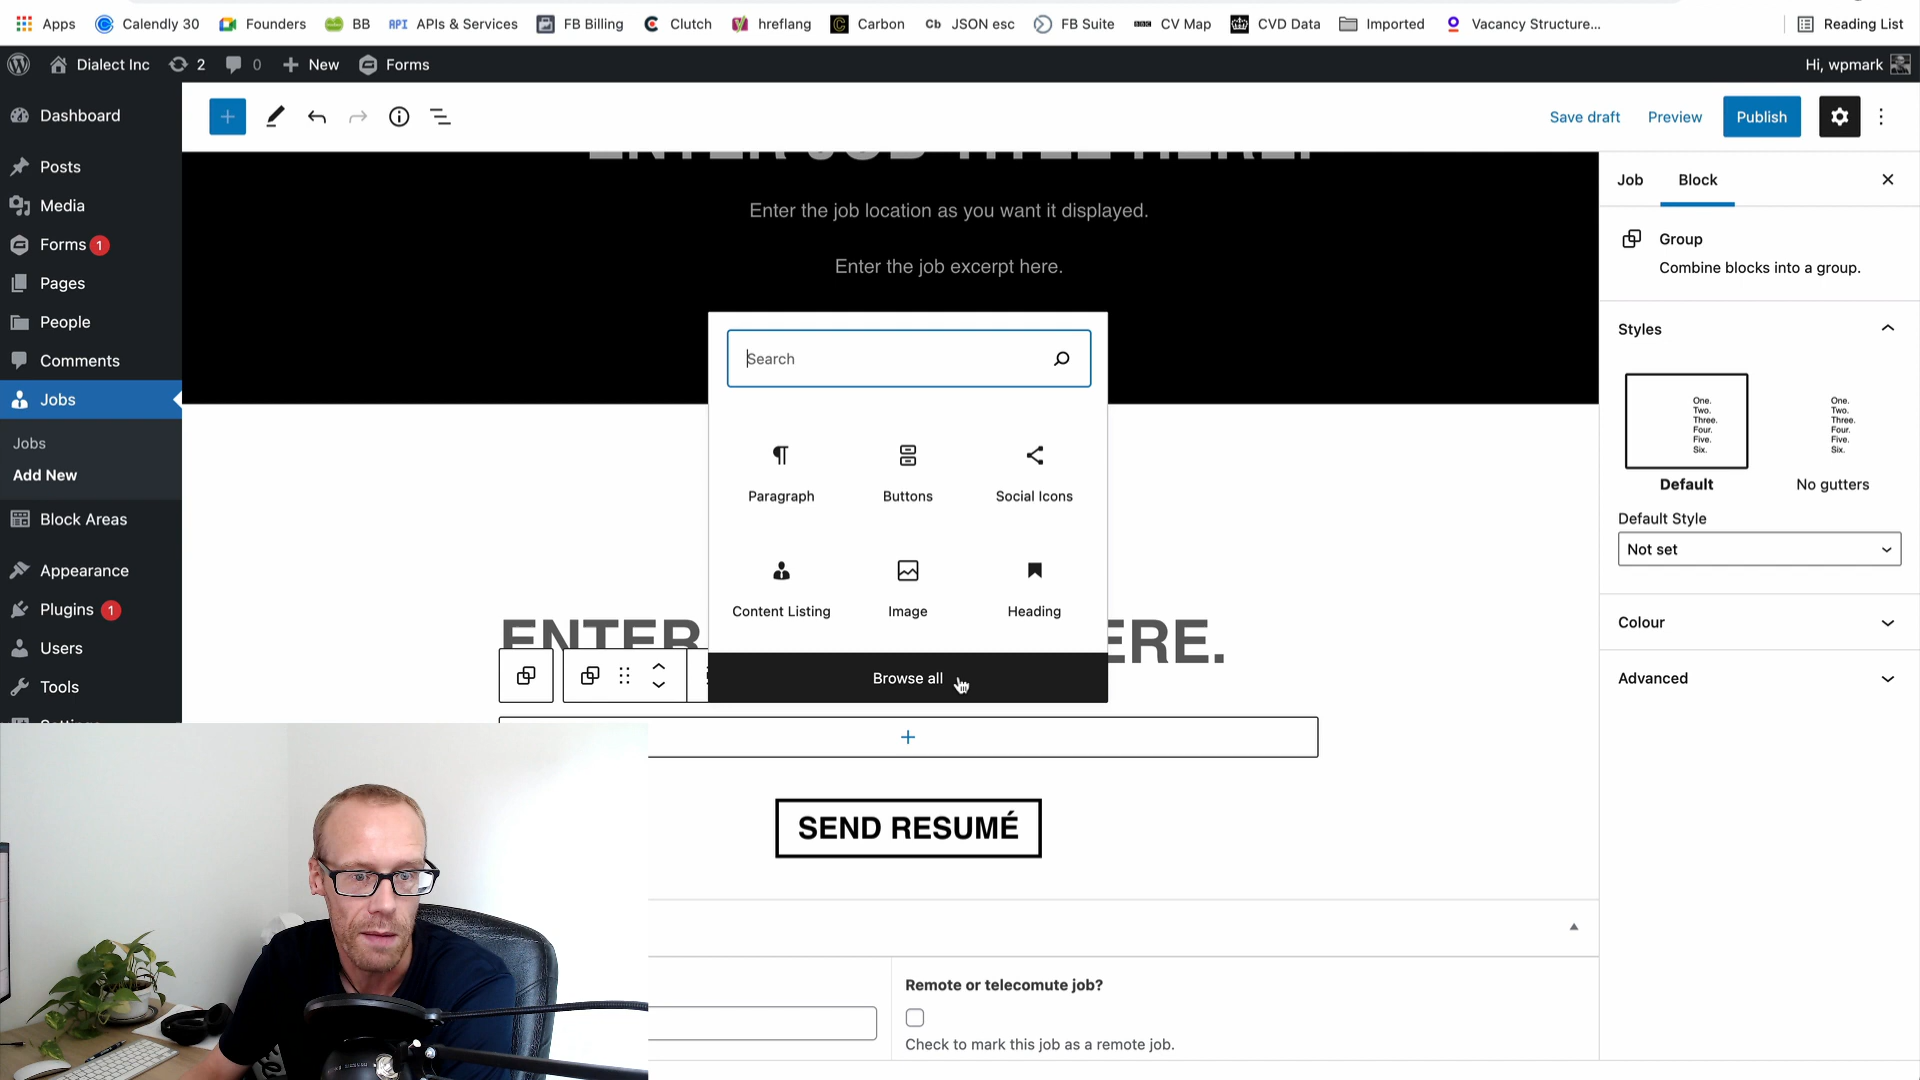 Apps Calendly 30 Founders BB API APIs & Services FB Billing Clutch hreflang Carbon Cb JSON esc FB Suite CV Map CVD Data Imported Vacancy Structure... Reading List
Dialect Inc 2 0 New Forms Hi, wpmark
Dashboard
Posts
Media
Forms 1
Pages
People
Comments
Jobs
Jobs
Add New
Block Areas
Appearance
Plugins 1
Users
Tools
Save draft Preview Publish
ENTER JOB TITLE HERE.
Enter the job location as you want it displayed.
Enter the job excerpt here.
Search
Paragraph Buttons Social Icons
Content Listing Image Heading
ENTER ERE.
Browse all
SEND RESUMÉ
Remote or telecomute job?
Check to mark this job as a remote job.
Job Block
Group
Combine blocks into a group.
Styles
One.
Two.
Three.
Four.
Five.
Six.
One.
Two.
Three.
Four.
Five.
Six.
Default No gutters
Default Style
Not set
Colour
Advanced